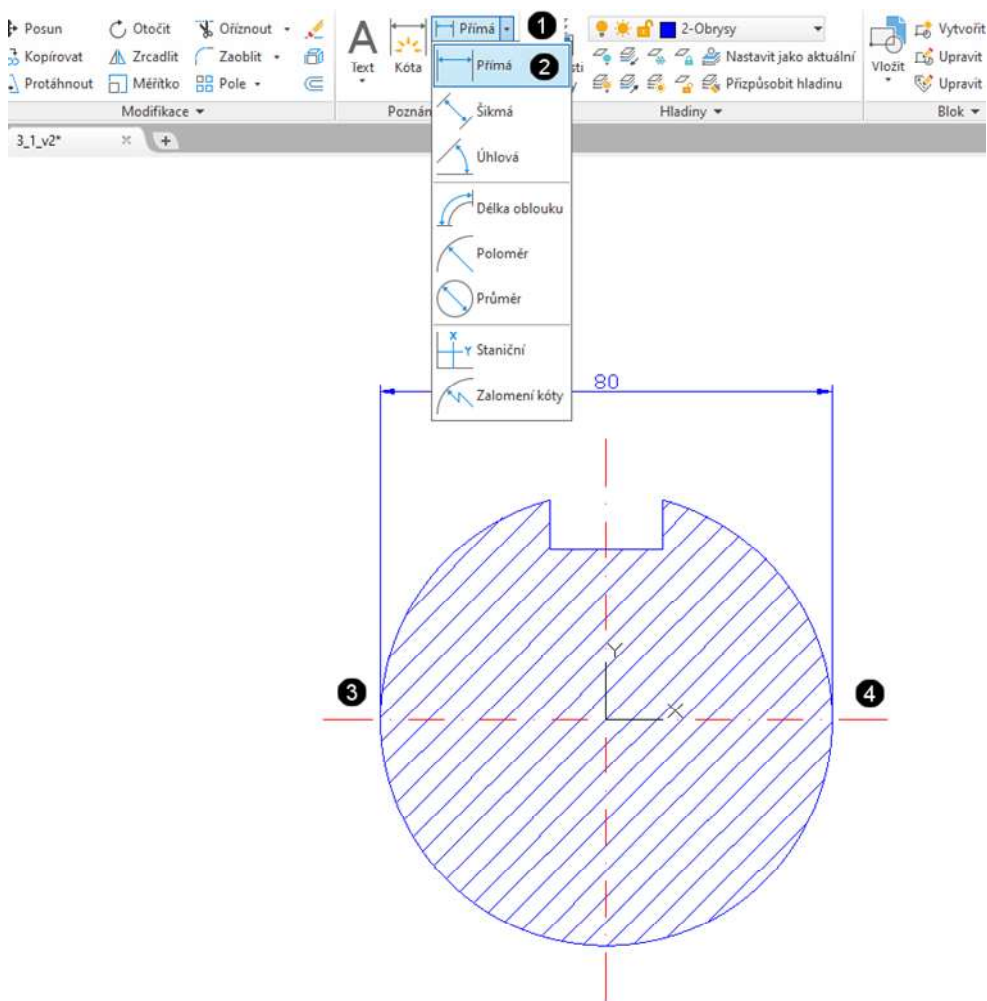 Posun Otočit Oříznout Přímá 1 2-Obrysy Vytvořit
Kopírovat Zrcadlit Zaoblit A Text Kóta Přímá 2 sti Nastavit jako aktuální Vložit Upravit
Protáhnout Měřítko Pole y Přizpůsobit hladinu Upravit
Modifikace Poznám Hladiny Blok
3_1_v2*
Šikmá
Úhlová
Délka oblouku
Poloměr
Průměr
X Y Staniční
Zalomení kóty
80
Y
3 4
X